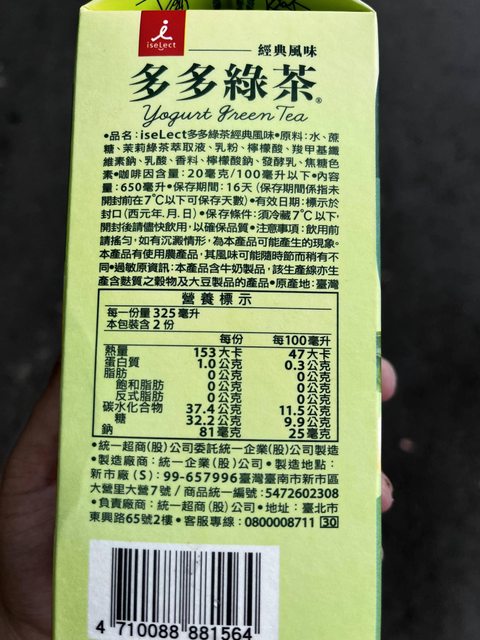 iseLect
經典風味
多多綠茶®
Yogurt Green Tea
•品名：iseLect多多綠茶經典風味•原料：水、蔗
糖、茉莉綠茶萃取液、乳粉、檸檬酸、羧甲基纖
維素鈉、乳酸、香料、檸檬酸鈉、發酵乳、焦糖色
素•咖啡因含量：20毫克/100毫升以下•內容
量：650毫升•保存期間：16天（保存期間係指未
開封前在7℃以下可保存天數）•有效日期：標示於
封口（西元年.月.日）•保存條件：須冷藏7℃以下，
開封後請儘快飲用，以確保品質•注意事項：飲用前
請搖勻，如有沉澱情形，為本產品可能產生的現象。
本產品有使用農產品，其風味可能隨時節而稍有不
同•過敏原資訊：本產品含牛奶製品，該生產線亦生
產含麩質之穀物及大豆製品的產品•原產地：臺灣
營養標示
每一份量 325 毫升
本包裝含 2 份
每份 每 100 毫升
熱量 153 大卡 47 大卡
蛋白質 1.0 公克 0.3 公克
脂肪 0 公克 0 公克
飽和脂肪 0 公克 0 公克
反式脂肪 0 公克 0 公克
碳水化合物 37.4 公克 11.5 公克
糖 32.2 公克 9.9 公克
鈉 81 毫克 25 毫克
•統一超商(股)公司委託統一企業(股)公司製造
•製造廠商：統一企業(股)公司•製造地點：
新市廠(S)：99-657996臺灣臺南市新市區
大營里大營7號/商品統一編號：5472602308
•負責廠商：統一超商(股)公司•地址：臺北市
東興路65號2樓•客服專線：0800008711 30
4 710088 881564